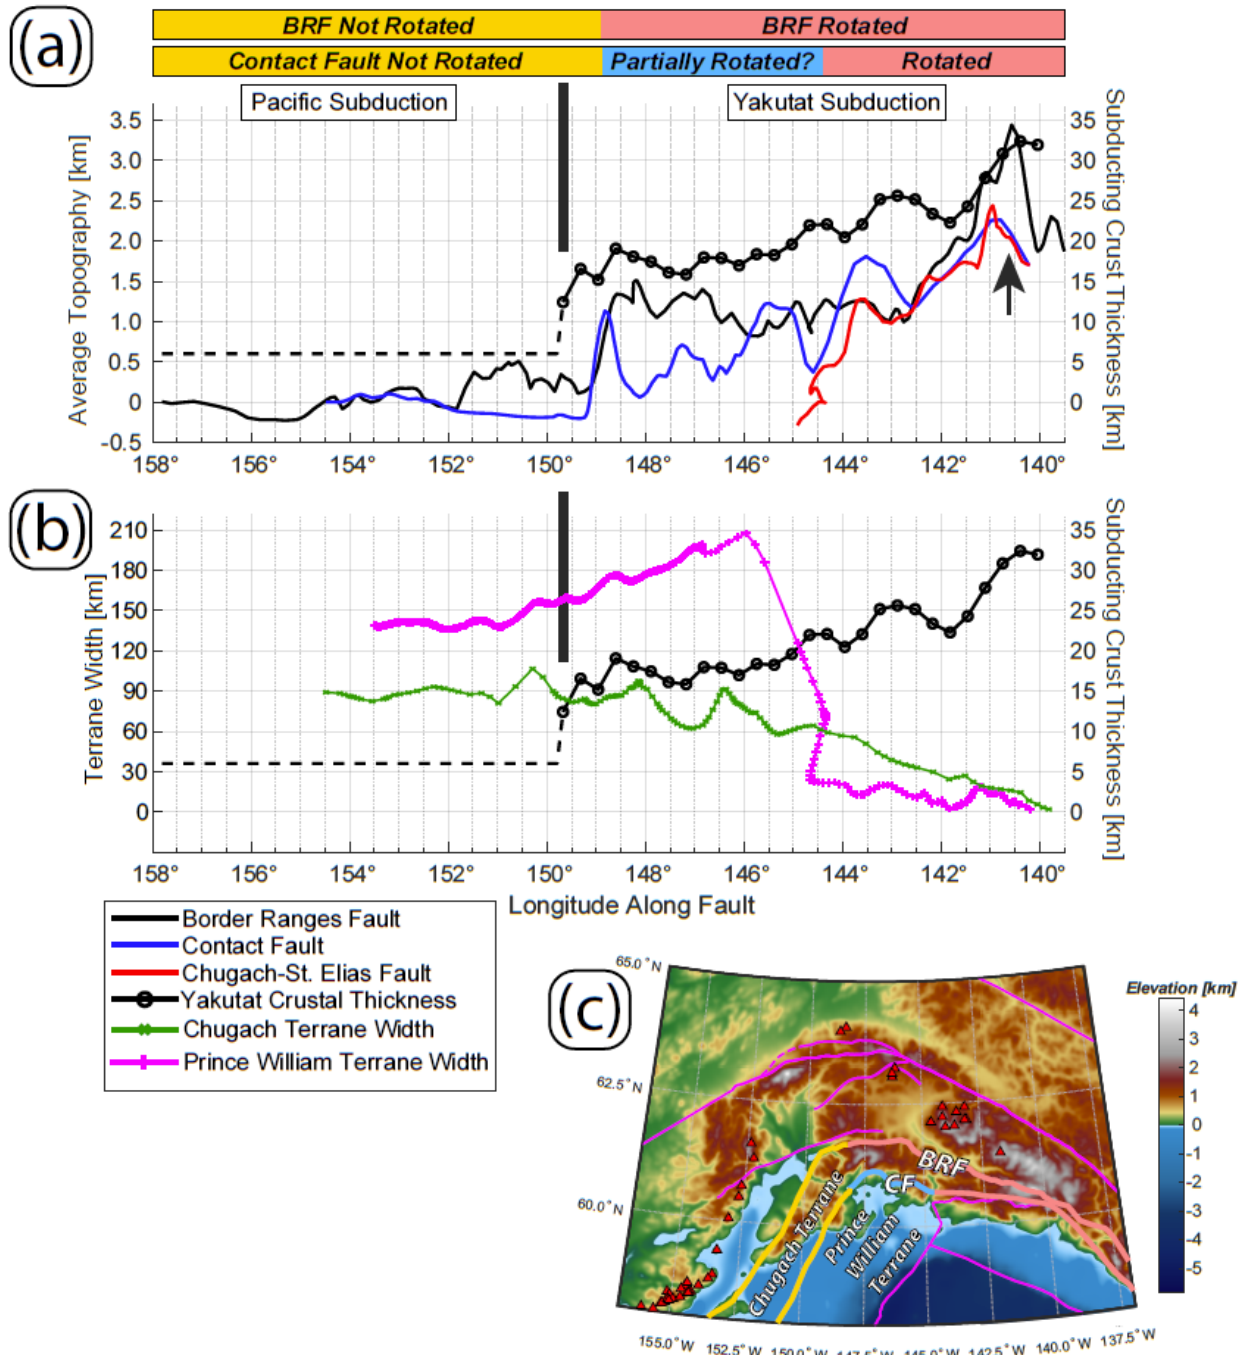 (a)
BRF Not Rotated
BRF Rotated
Contact Fault Not Rotated
Partially Rotated?
Rotated
Pacific Subduction
Yakutat Subduction
Average Topography [km]
3.5
3.0
2.5
2.0
1.5
1.0
0.5
0
-0.5
35
30
25
20
15
10
5
0
Subducting Crust Thickness [km]
158° 156° 154° 152° 150° 148° 146° 144° 142° 140°
(b)
Terrane Width [km]
210
180
150
120
90
60
30
0
35
30
25
20
15
10
5
0
Subducting Crust Thickness [km]
158° 156° 154° 152° 150° 148° 146° 144° 142° 140°
Longitude Along Fault
Border Ranges Fault
Contact Fault
Chugach-St. Elias Fault
Yakutat Crustal Thickness
Chugach Terrane Width
Prince William Terrane Width
(c)
65.0°N
62.5°N
60.0°N
BRF
CF
Chugach Terrane
Prince
William
Terrane
Elevation [km]
4
3
2
1
0
-1
-2
-3
-4
-5
155.0°W 152.5°W 150.0°W 147.5°W 145.0°W 142.5°W 140.0°W 137.5°W